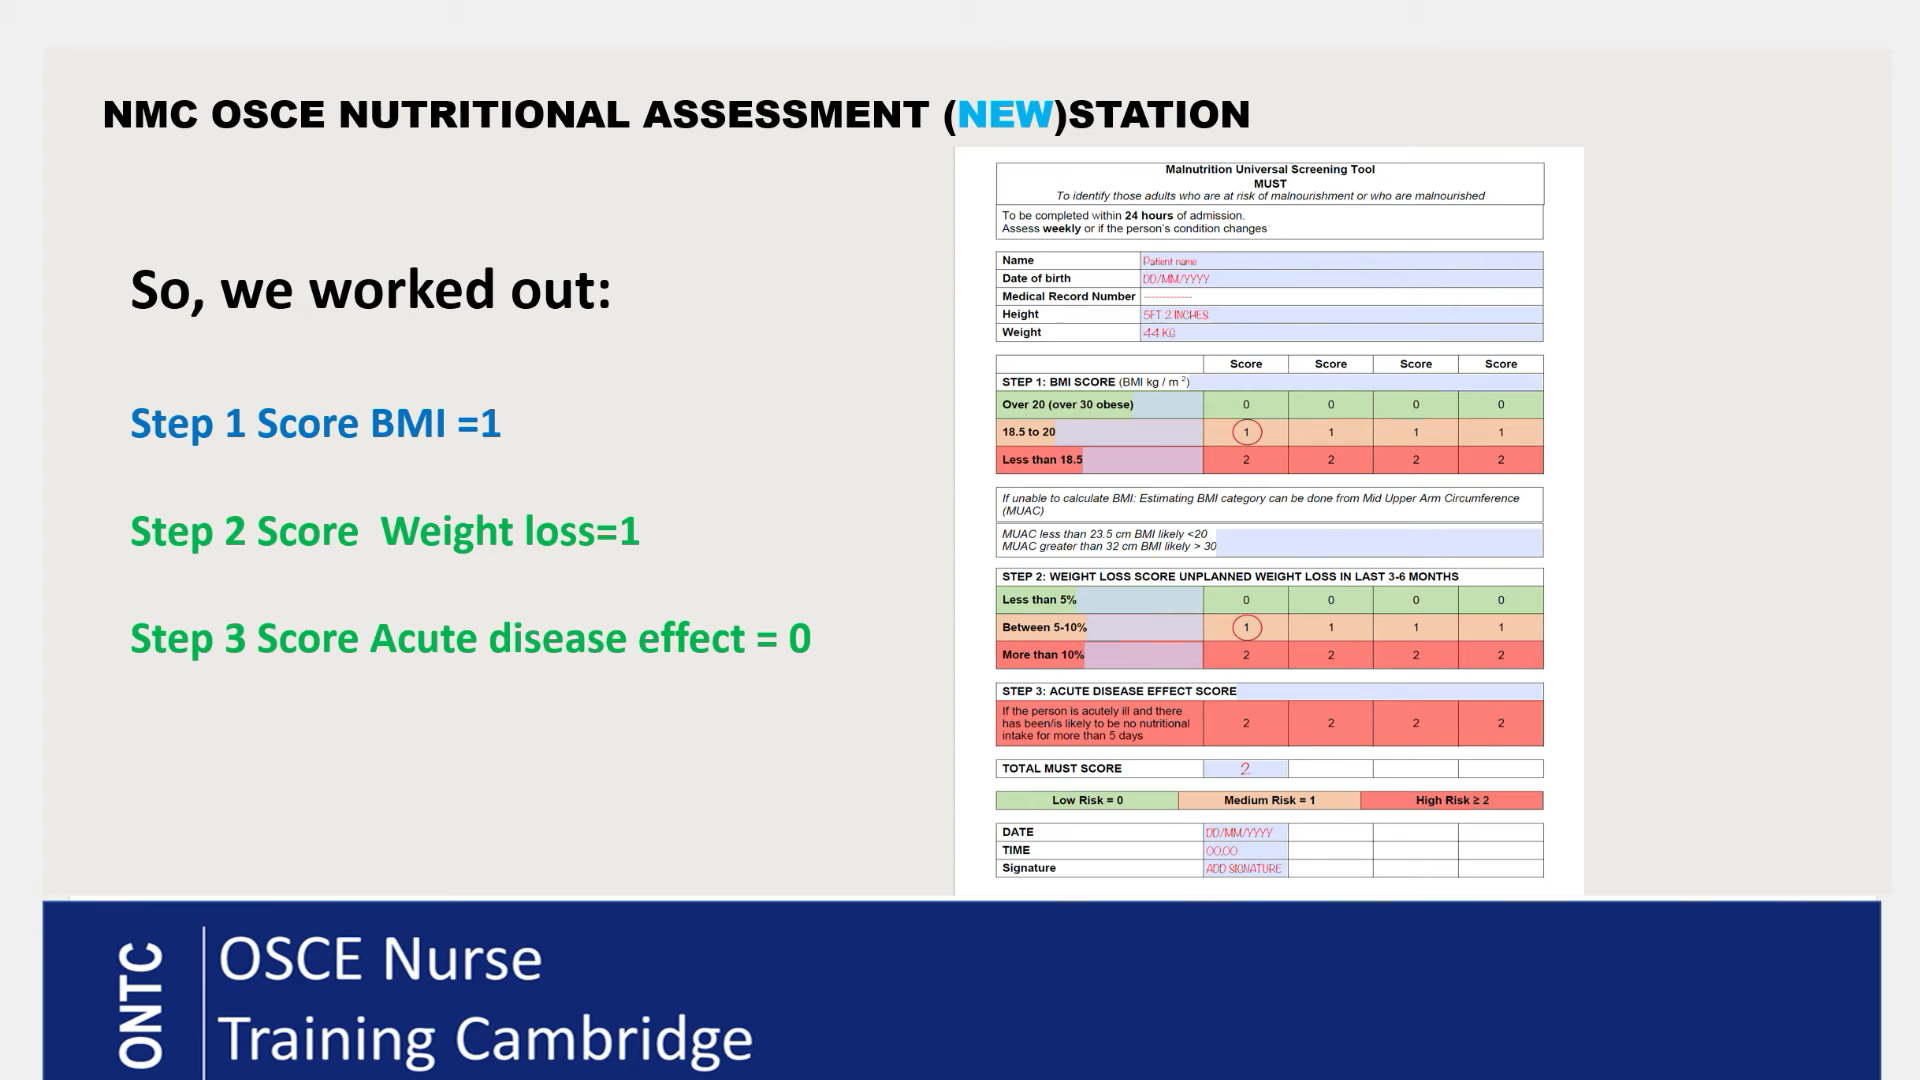 NMC OSCE NUTRITIONAL ASSESSMENT (NEW)STATION
So, we worked out:
Step 1 Score BMI =1
Step 2 Score  Weight loss=1
Step 3 Score Acute disease effect = 0
Malnutrition Universal Screening Tool
MUST
To identify those adults who are at risk of malnourishment or who are malnourished
To be completed within 24 hours of admission.
Assess weekly or if the person's condition changes
Name Patient name
Date of birth DD/MM/YYYY
Medical Record Number -------------
Height 5FT 2 INCHES
Weight 44 KG
Score Score Score Score
STEP 1: BMI SCORE (BMI kg / m ²)
Over 20 (over 30 obese) 0 0 0 0
18.5 to 20 1 1 1 1
Less than 18.5 2 2 2 2
If unable to calculate BMI: Estimating BMI category can be done from Mid Upper Arm Circumference
(MUAC)
MUAC less than 23.5 cm BMI likely <20
MUAC greater than 32 cm BMI likely > 30
STEP 2: WEIGHT LOSS SCORE UNPLANNED WEIGHT LOSS IN LAST 3-6 MONTHS
Less than 5% 0 0 0 0
Between 5-10% 1 1 1 1
More than 10% 2 2 2 2
STEP 3: ACUTE DISEASE EFFECT SCORE
If the person is acutely ill and there
has been/is likely to be no nutritional
intake for more than 5 days
2 2 2 2
TOTAL MUST SCORE 2
Low Risk = 0 Medium Risk = 1 High Risk ≥ 2
DATE DD/MM/YYYY
TIME 00.00
Signature ADD SIGNATURE
ONTC
OSCE Nurse
Training Cambridge